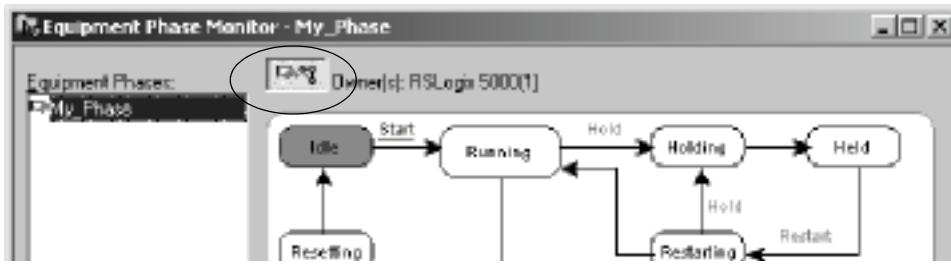 Equipment Phase Monitor - My_Phase
Equipment Phases:
Owner(s): RSLogix 5000(1)
My_Phase
Start
Hold
Idle
Running
Holding
Held
Hold
Restart
Resetting
Restarting